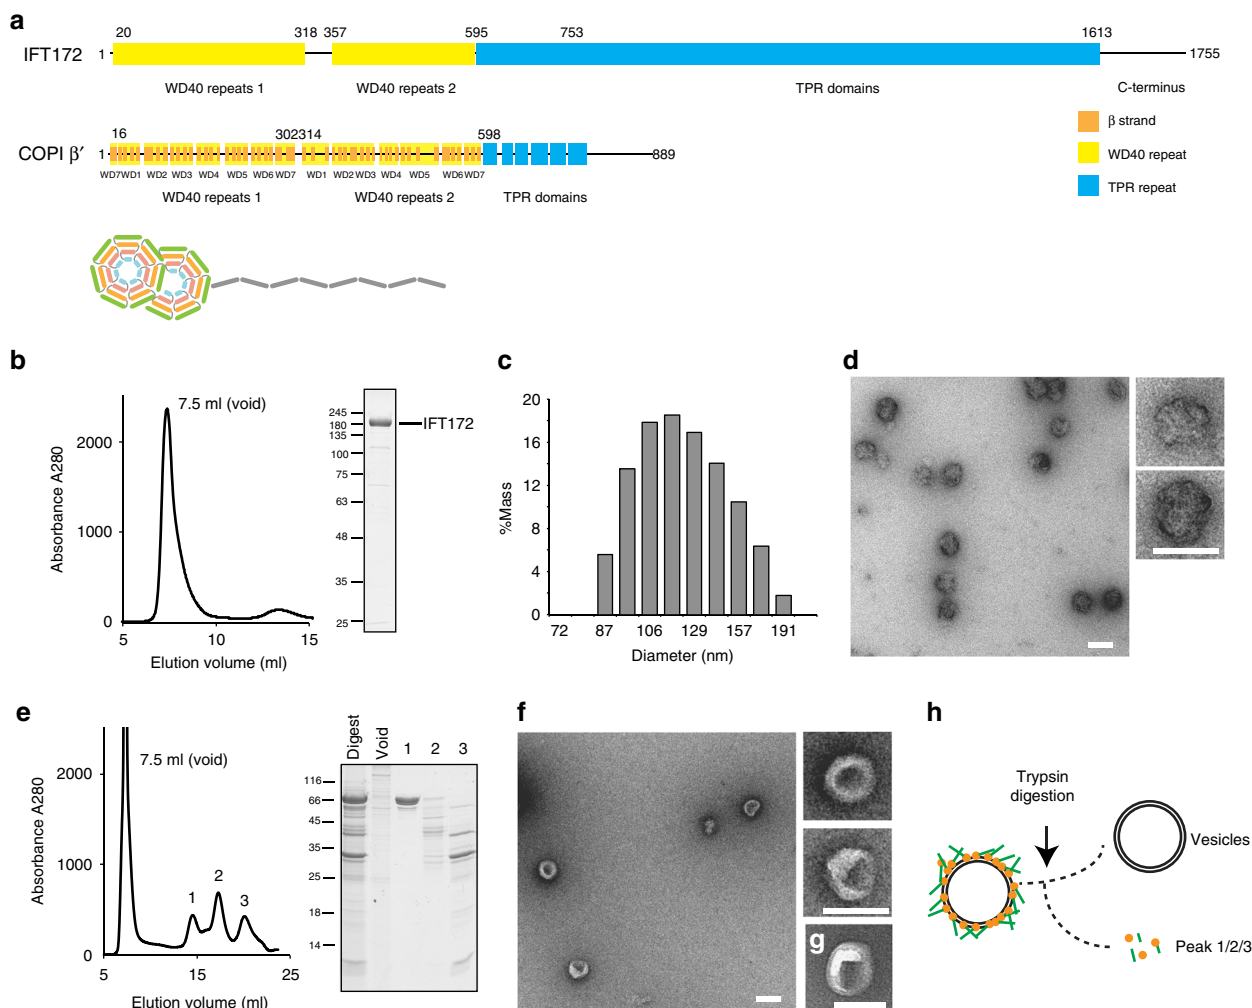 a
20 318 357 595 753 1613
IFT172 1 1755
WD40 repeats 1 WD40 repeats 2 TPR domains C-terminus
β strand
WD40 repeat
TPR repeat
16 302 314 598
COPI β′ 1 889
WD7 WD1 WD2 WD3 WD4 WD5 WD6 WD7 WD1 WD2 WD3 WD4 WD5 WD6 WD7
WD40 repeats 1 WD40 repeats 2 TPR domains
b
7.5 ml (void)
2000
1000
0
5 10 15
Absorbance A280
Elution volume (ml)
245
180
135
100
75
63
48
35
25
IFT172
c
20
16
12
8
4
0
%Mass
72 87 106 129 157 191
Diameter (nm)
d
e
7.5 ml (void)
2000
1000
0
1 2 3
5 15 25
Absorbance A280
Elution volume (ml)
Digest Void 1 2 3
116
66
45
35
25
18
14
f
g
h
Trypsin
digestion
Vesicles
Peak 1/2/3